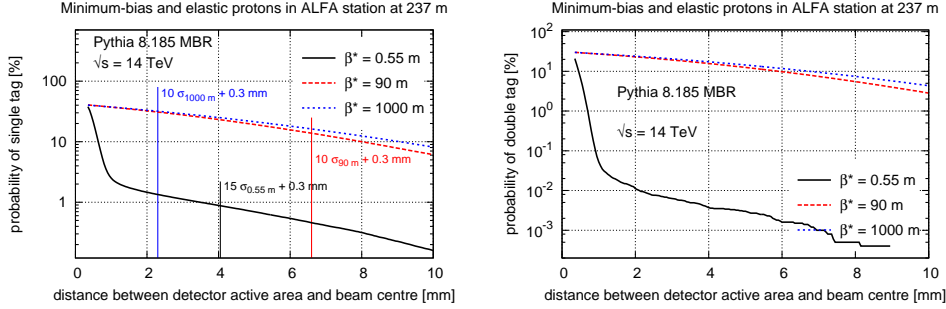 Minimum-bias and elastic protons in ALFA station at 237 m
probability of single tag [%]
100
10
1
Pythia 8.185 MBR
√s = 14 TeV
β* = 0.55 m
β* = 90 m
β* = 1000 m
10 σ1000 m + 0.3 mm
10 σ90 m + 0.3 mm
15 σ0.55 m + 0.3 mm
0 2 4 6 8 10
distance between detector active area and beam centre [mm]
Minimum-bias and elastic protons in ALFA station at 237 m
probability of double tag [%]
10²
10¹
10⁰
10⁻¹
10⁻²
10⁻³
Pythia 8.185 MBR
√s = 14 TeV
β* = 0.55 m
β* = 90 m
β* = 1000 m
0 2 4 6 8 10
distance between detector active area and beam centre [mm]